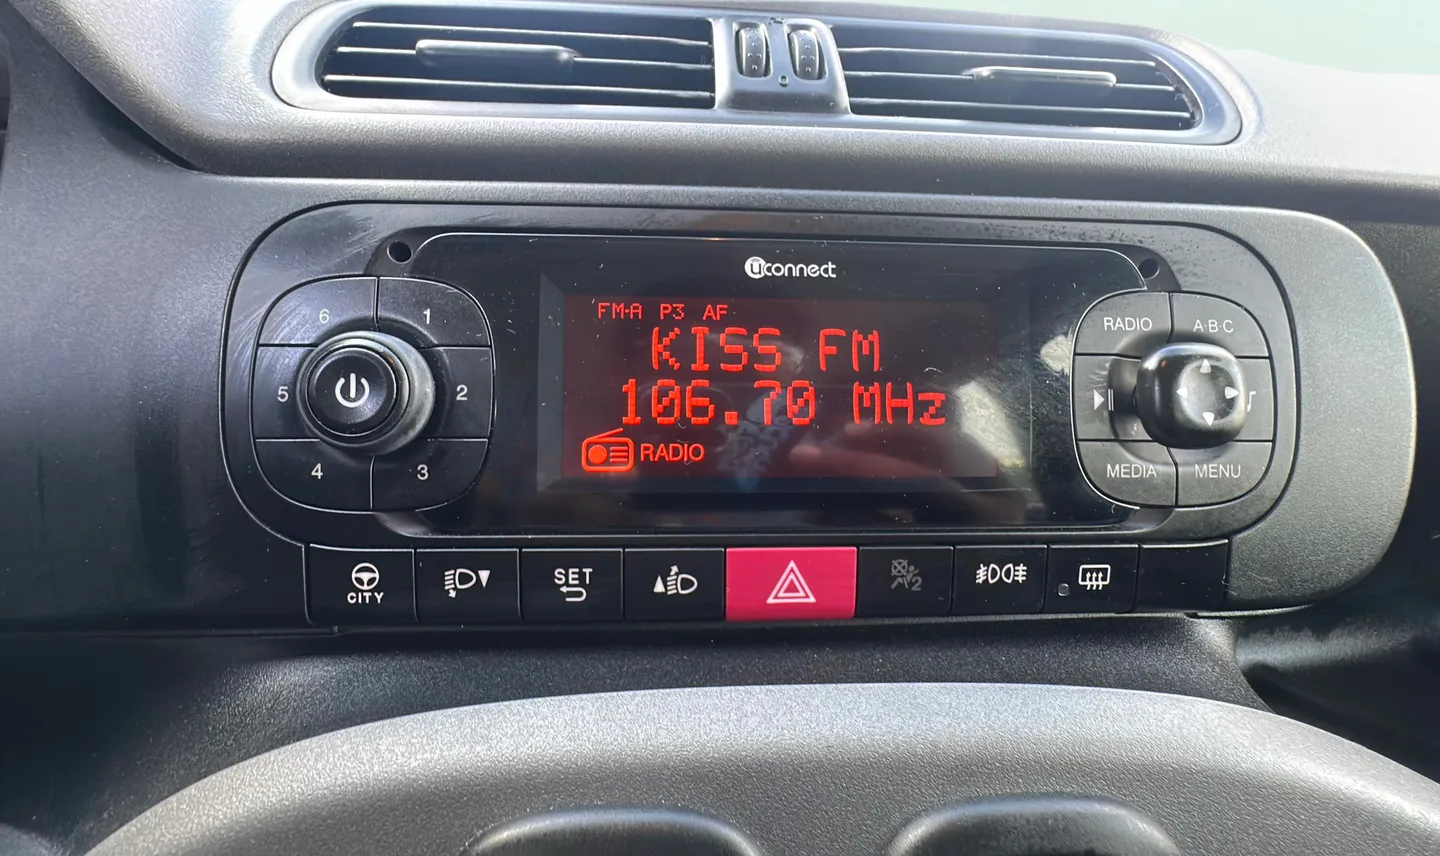 uconnect
FM-A P3 AF
KISS FM
106.70 MHz
RADIO
6 1
5 2
4 3
RADIO A·B·C
MEDIA MENU
CITY
SET
2